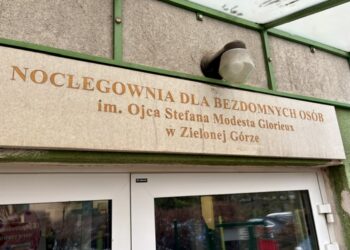 NOCLEGOWNIA DLA BEZDOMNYCH OSÓB
im. Ojca Stefana Modesta Glorieux
w Zielonej Górze